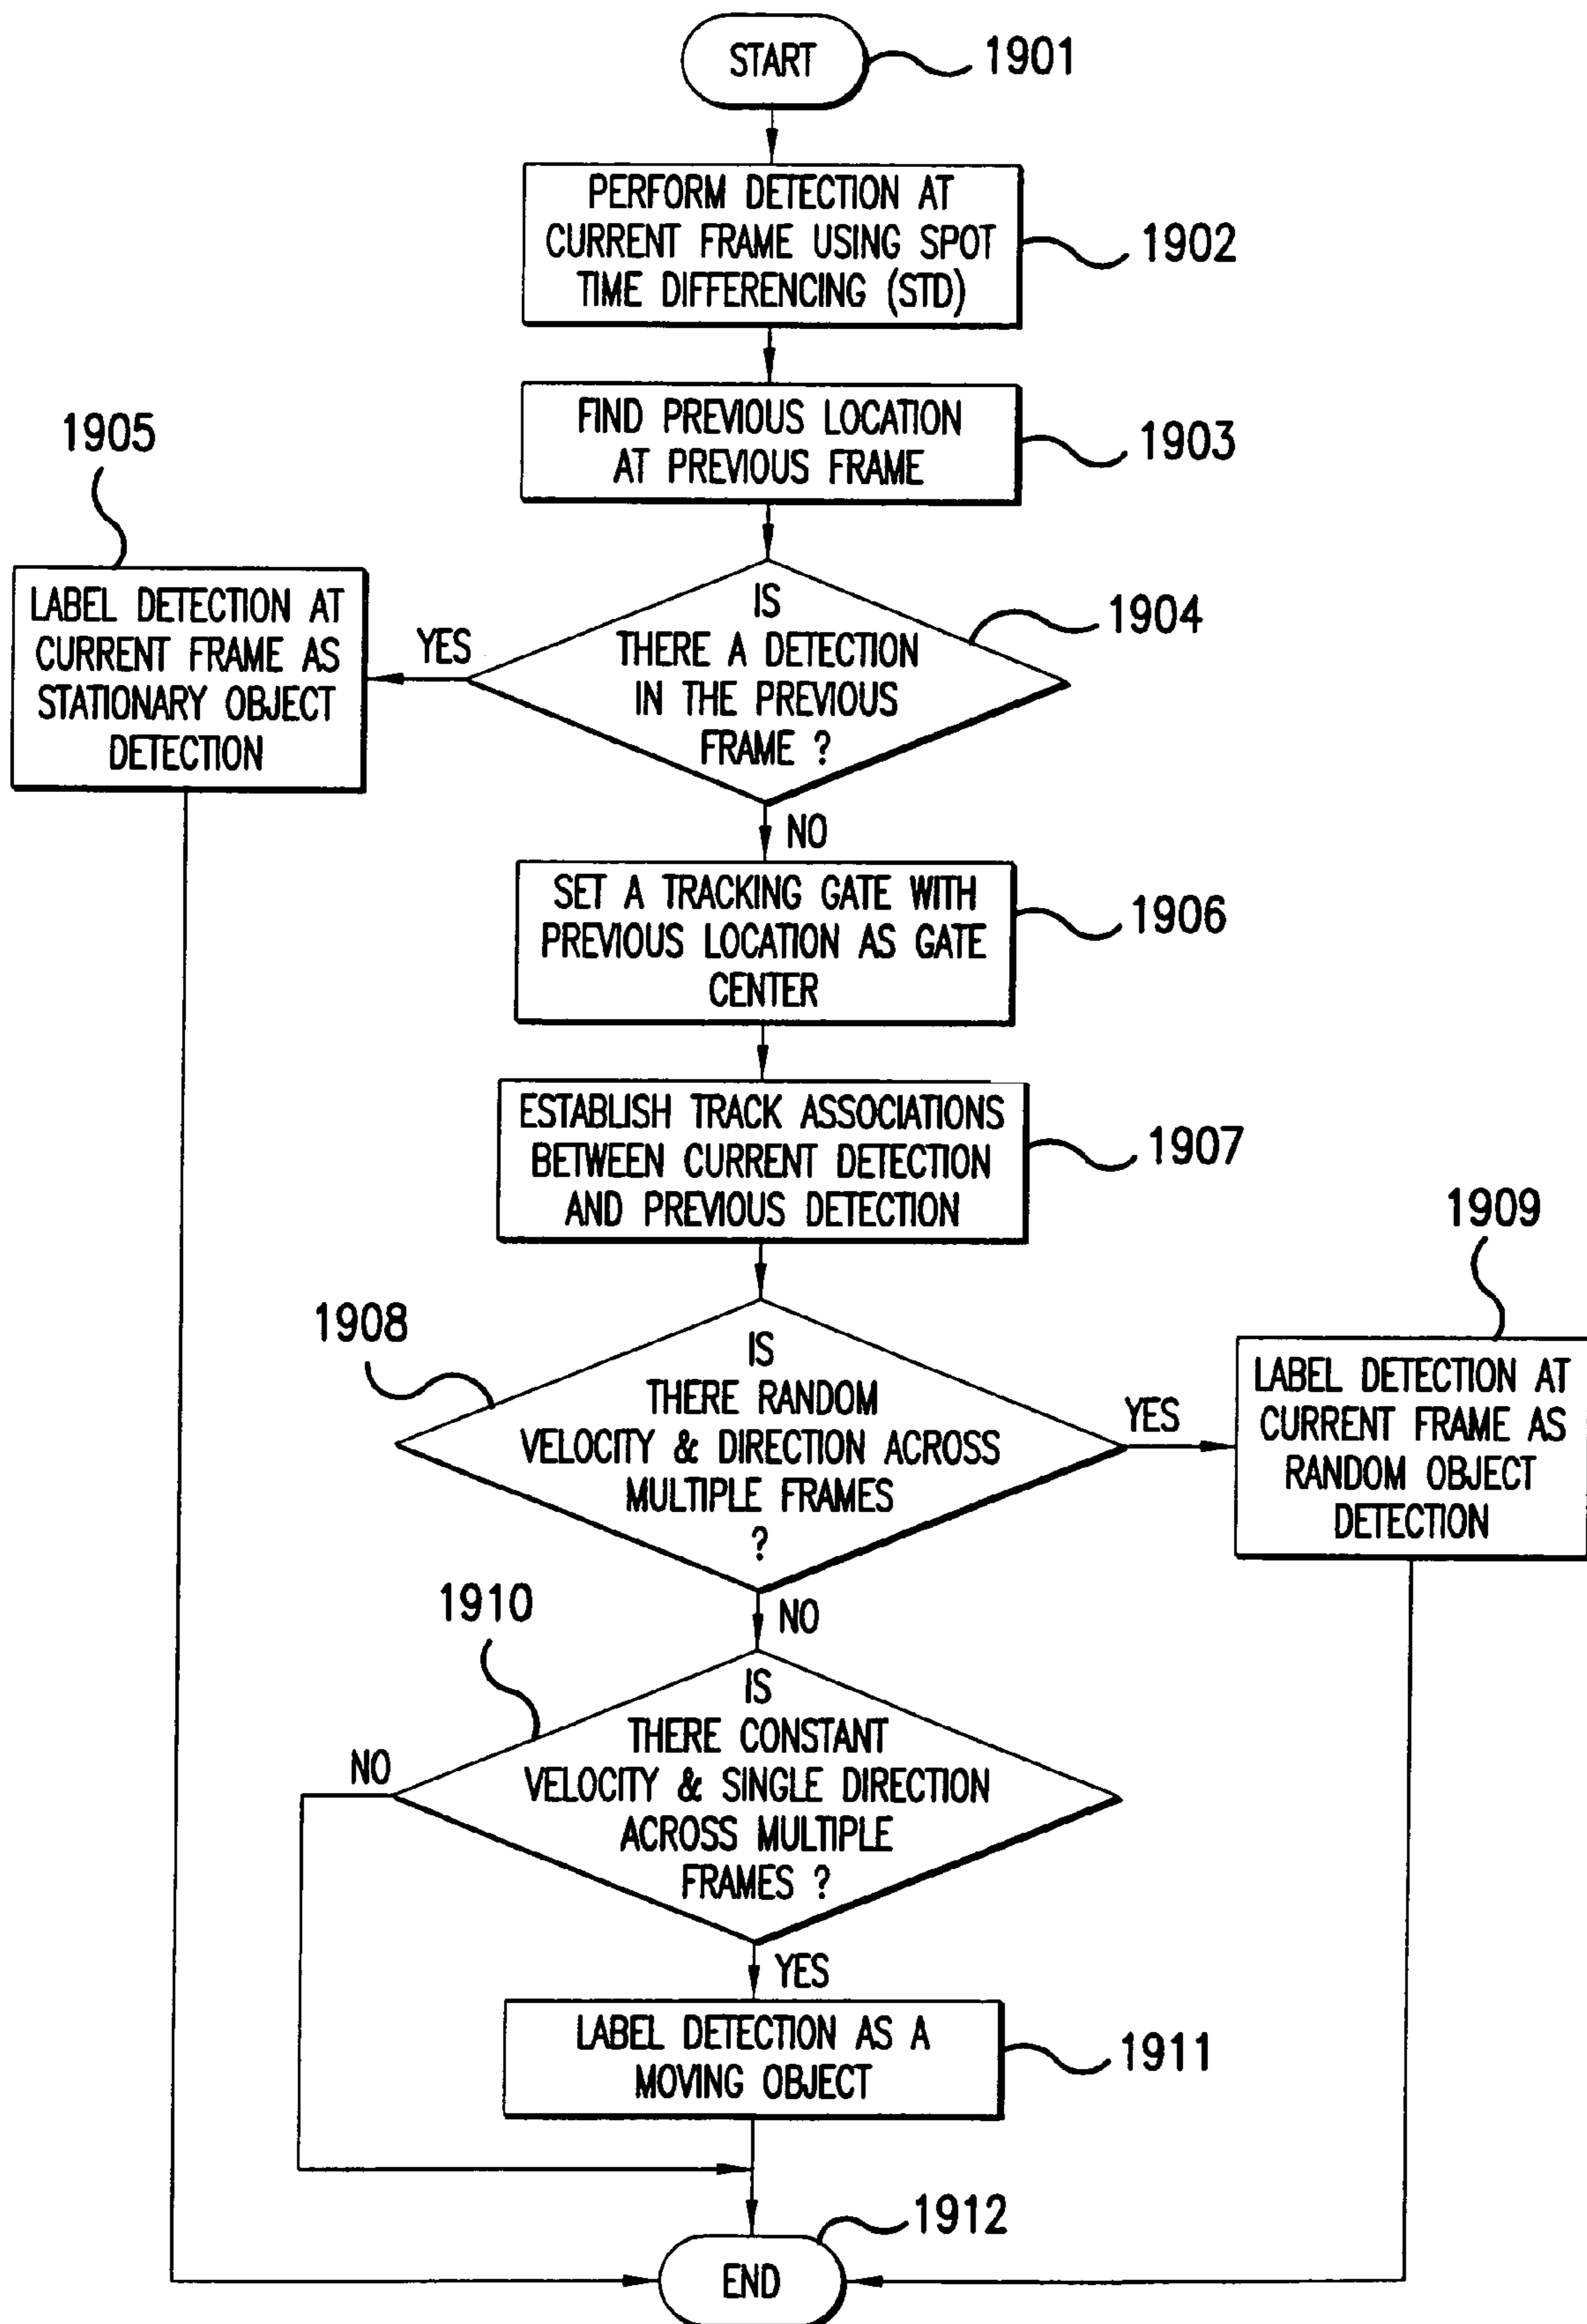 START
1901
PERFORM DETECTION AT
CURRENT FRAME USING SPOT
TIME DIFFERENCING (STD)
1902
FIND PREVIOUS LOCATION
AT PREVIOUS FRAME
1903
1905
LABEL DETECTION AT
CURRENT FRAME AS
STATIONARY OBJECT
DETECTION
YES
IS
THERE A DETECTION
IN THE PREVIOUS
FRAME ?
1904
NO
SET A TRACKING GATE WITH
PREVIOUS LOCATION AS GATE
CENTER
1906
ESTABLISH TRACK ASSOCIATIONS
BETWEEN CURRENT DETECTION
AND PREVIOUS DETECTION
1907
1908
IS
THERE RANDOM
VELOCITY & DIRECTION ACROSS
MULTIPLE FRAMES
?
YES
1909
LABEL DETECTION AT
CURRENT FRAME AS
RANDOM OBJECT
DETECTION
NO
1910
IS
THERE CONSTANT
VELOCITY & SINGLE DIRECTION
ACROSS MULTIPLE
FRAMES ?
NO
YES
LABEL DETECTION AS A
MOVING OBJECT
1911
1912
END